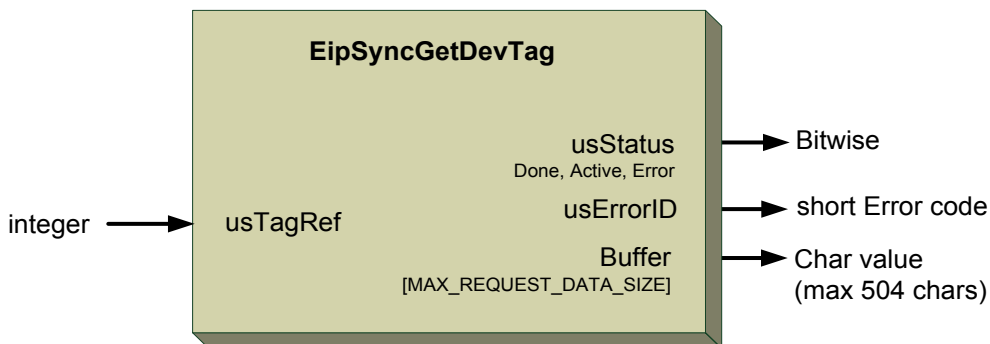 EipSyncGetDevTag
usStatus
Done, Active, Error
Bitwise
integer
usTagRef
usErrorID
short Error code
Buffer
[MAX_REQUEST_DATA_SIZE]
Char value
(max 504 chars)